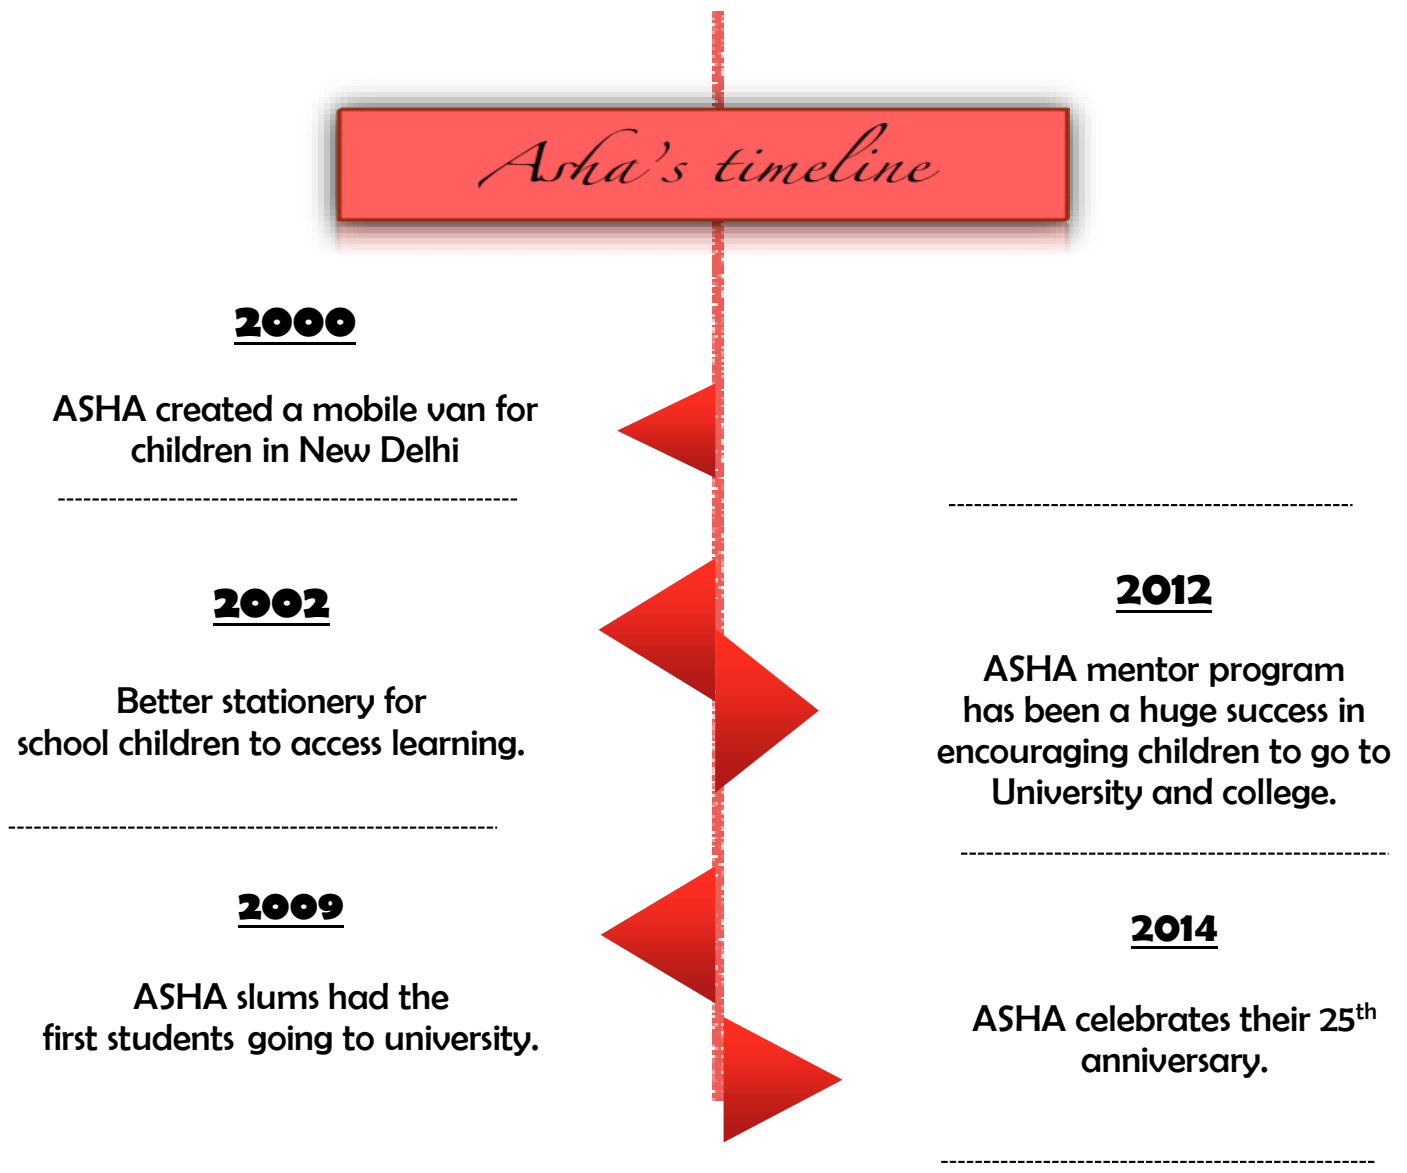 Asha's timeline
2000
ASHA created a mobile van for
children in New Delhi
2002
Better stationery for
school children to access learning.
2009
ASHA slums had the
first students going to university.
2012
ASHA mentor program
has been a huge success in
encouraging children to go to
University and college.
2014
ASHA celebrates their 25th
anniversary.